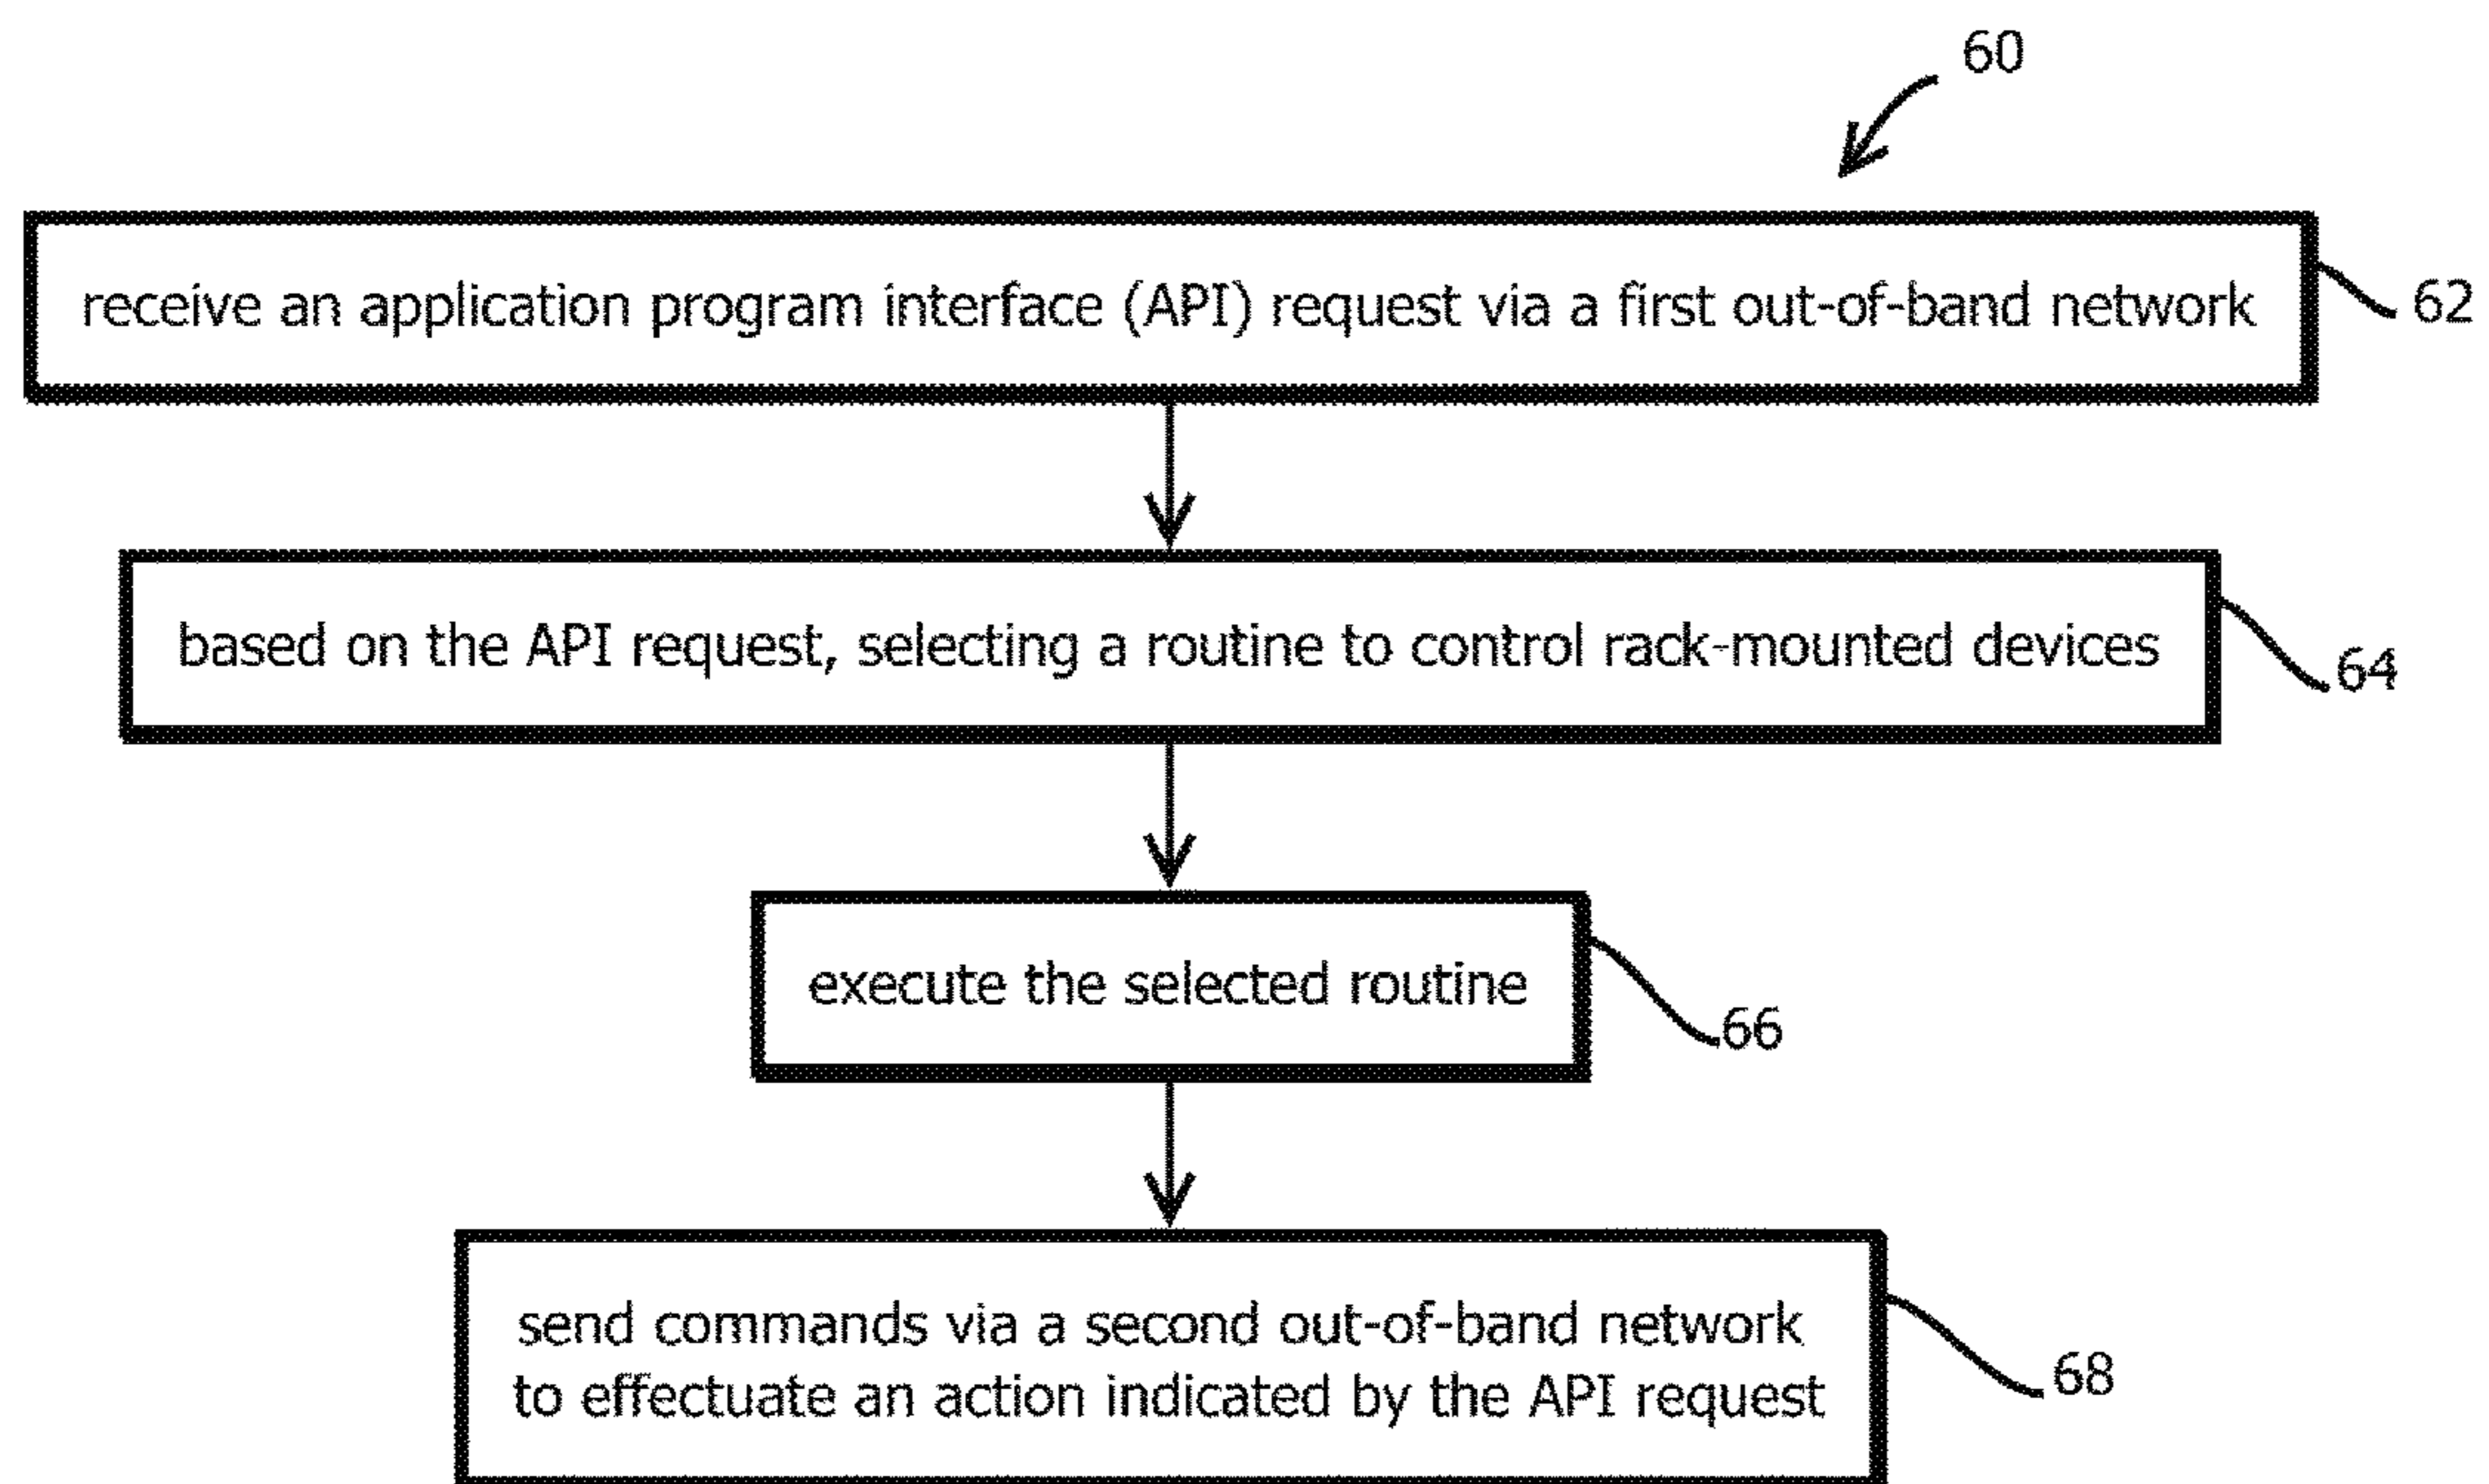 60
receive an application program interface (API) request via a first out-of-band network
62
based on the API request, selecting a routine to control rack-mounted devices
64
execute the selected routine
66
send commands via a second out-of-band network
to effectuate an action indicated by the API request
68